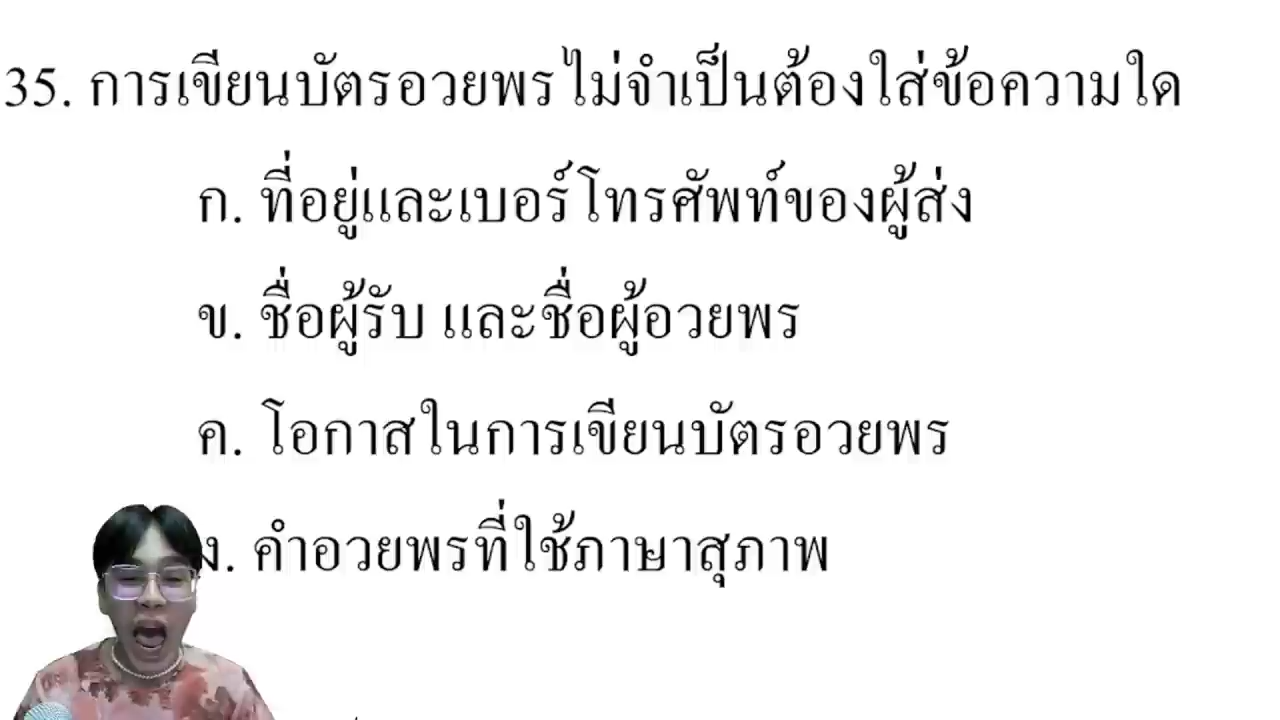 35. การเขียนบัตรอวยพรไม่จำเป็นต้องใส่ข้อความใด
ก. ที่อยู่และเบอร์โทรศัพท์ของผู้ส่ง
ข. ชื่อผู้รับ และชื่อผู้อวยพร
ค. โอกาสในการเขียนบัตรอวยพร
ง. คำอวยพรที่ใช้ภาษาสุภาพ